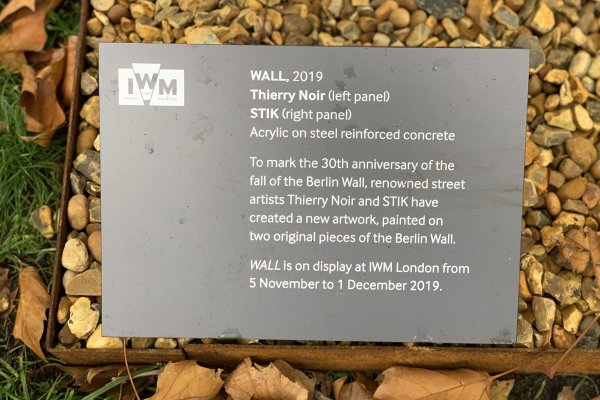 IWM
WALL, 2019
Thierry Noir (left panel)
STIK (right panel)
Acrylic on steel reinforced concrete
To mark the 30th anniversary of the
fall of the Berlin Wall, renowned street
artists Thierry Noir and STIK have
created a new artwork, painted on
two original pieces of the Berlin Wall.
WALL is on display at IWM London from
5 November to 1 December 2019.